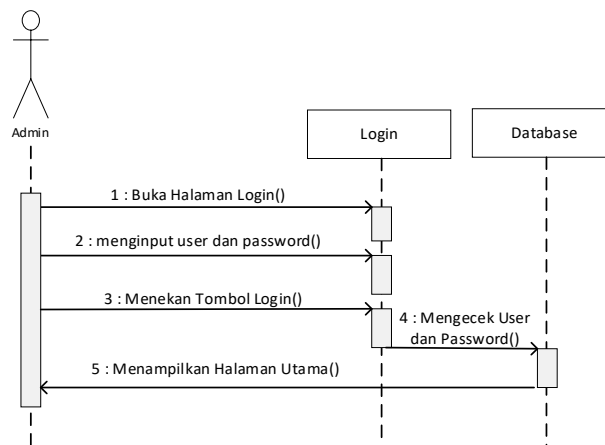 Admin
Login
Database
1 : Buka Halaman Login()
2 : menginput user dan password()
3 : Menekan Tombol Login()
4 : Mengecek User
dan Password()
5 : Menampilkan Halaman Utama()